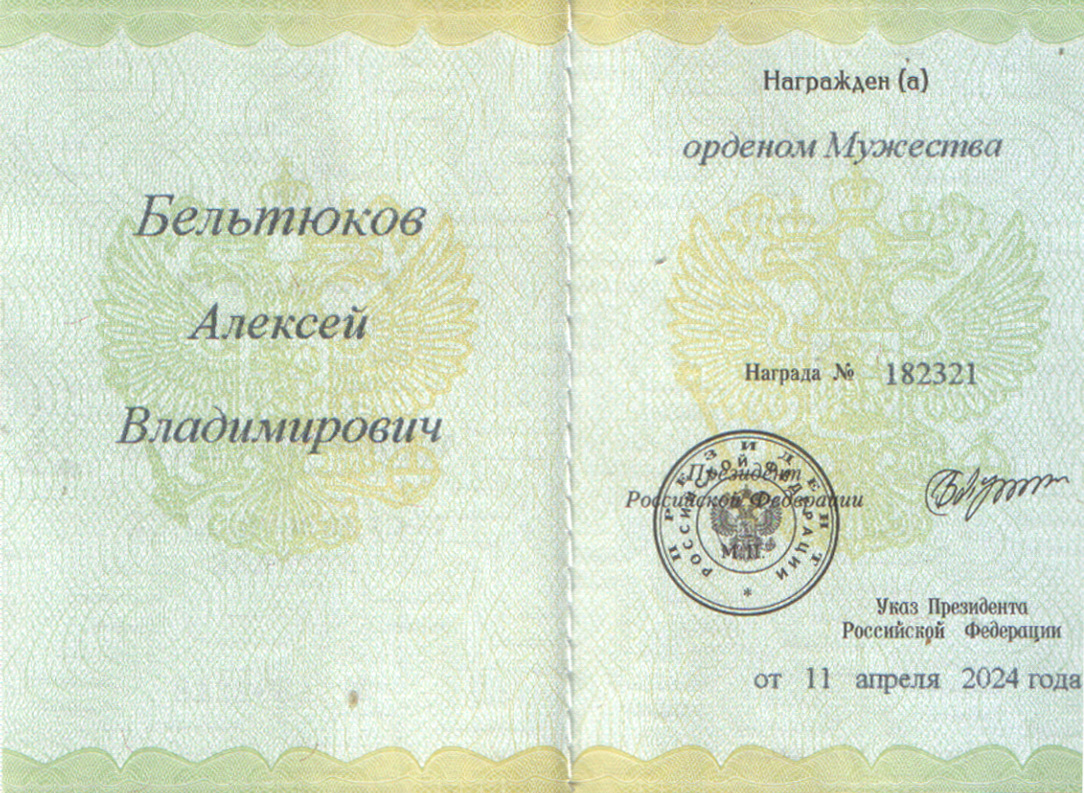 Бельтюков
Алексей
Владимирович
Награжден (а)
орденом Мужества
Награда № 182321
Президент
Российской Федерации
М.П.
ПРЕЗИДЕНТ
РОССИЙСКОЙ ФЕДЕРАЦИИ
*
Указ Президента
Российской Федерации
от 11 апреля 2024 года